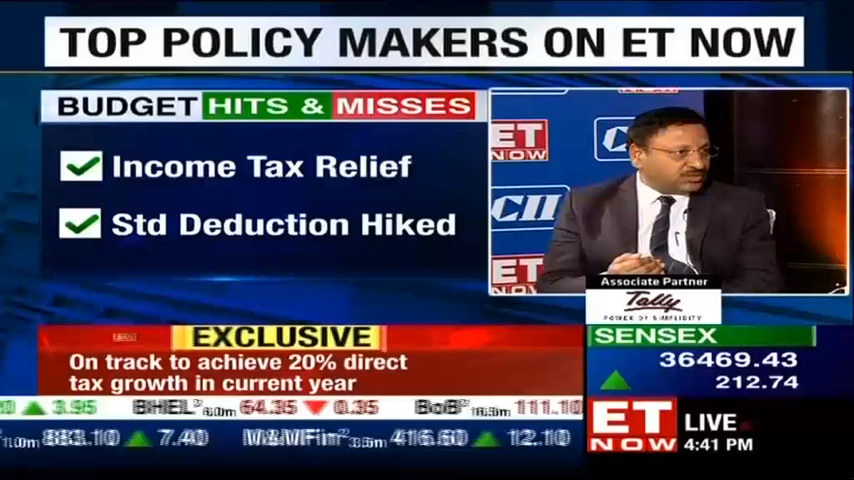 TOP POLICY MAKERS ON ET NOW
BUDGET HITS & MISSES
Income Tax Relief
Std Deduction Hiked
ET
NOW
CII
CII
ET
Associate Partner
Tally
POWER OF SIMPLICITY
EXCLUSIVE
On track to achieve 20% direct
tax growth in current year
SENSEX
36469.43
212.74
3.95 BHEL 64.35 0.35 BoB 111.10
883.10 7.40 M&MFin 416.60 12.10
ET
NOW
LIVE
4:41 PM